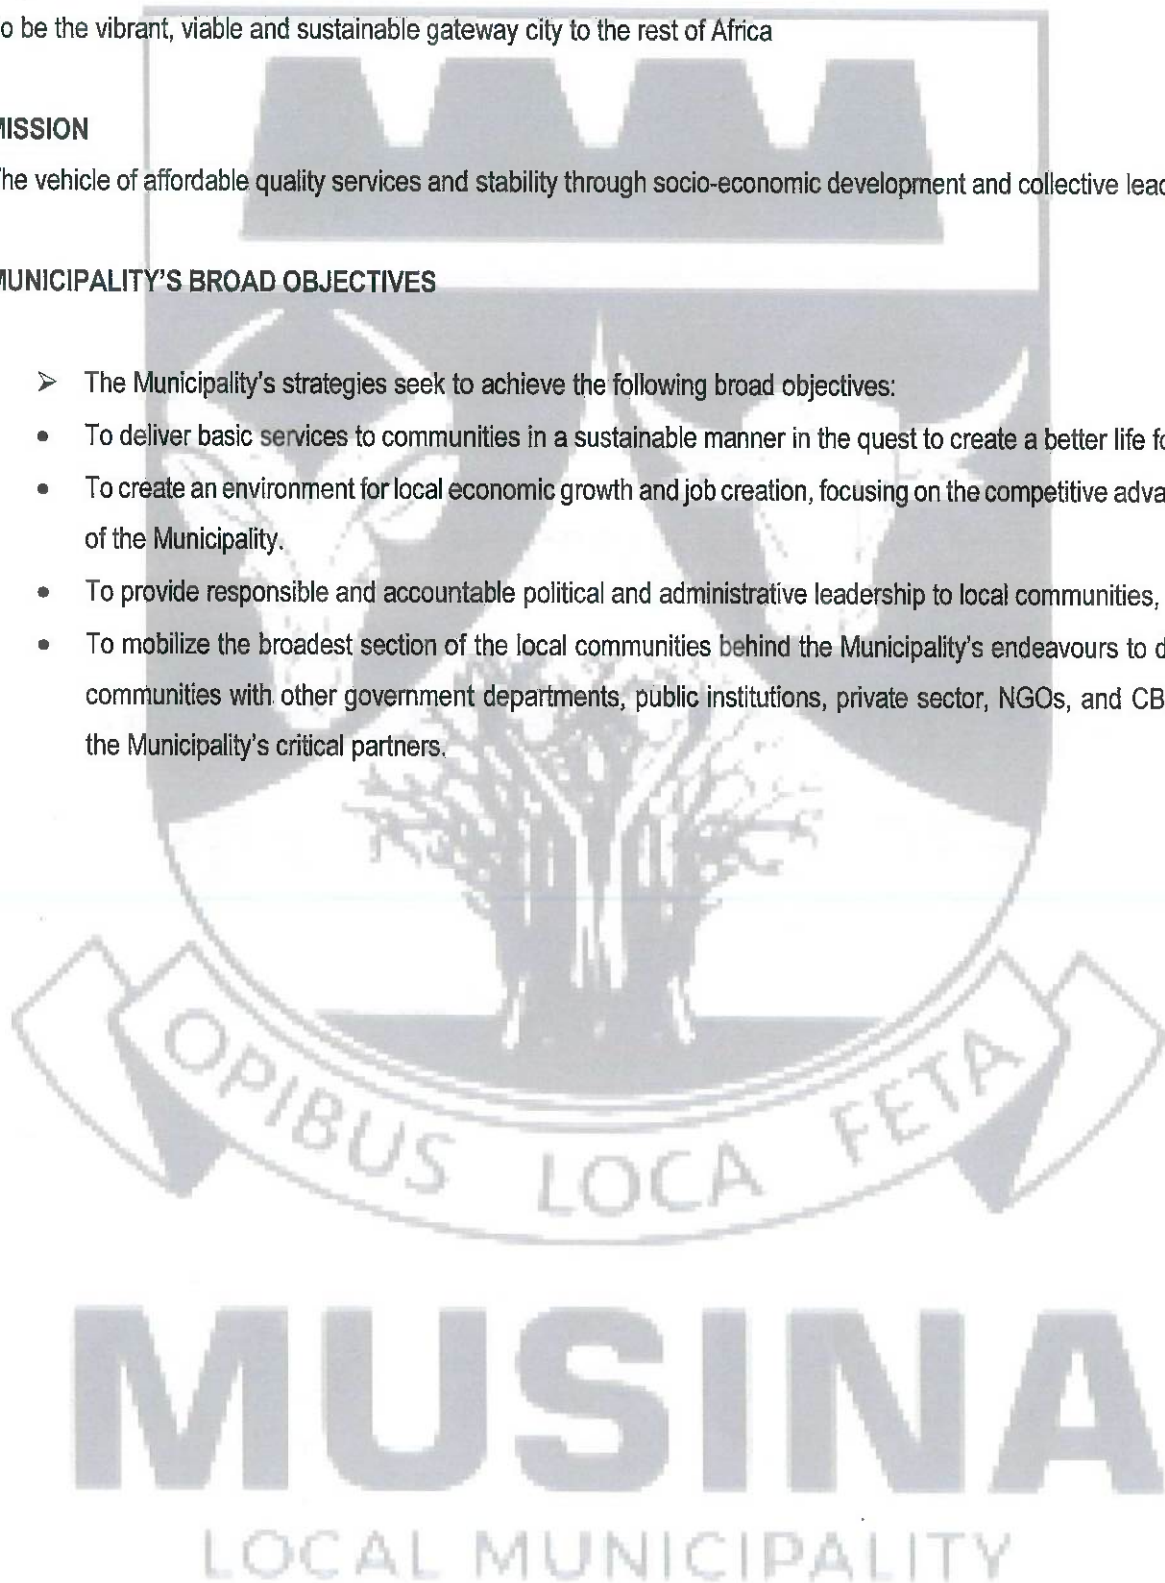 o be the vibrant, viable and sustainable gateway city to the rest of Africa
MISSION
The vehicle of affordable quality services and stability through socio-economic development and collective lead
MUNICIPALITY'S BROAD OBJECTIVES
➢ The Municipality's strategies seek to achieve the following broad objectives:
• To deliver basic services to communities in a sustainable manner in the quest to create a better life fo
• To create an environment for local economic growth and job creation, focusing on the competitive adva
of the Municipality.
• To provide responsible and accountable political and administrative leadership to local communities,
• To mobilize the broadest section of the local communities behind the Municipality's endeavours to d
communities with other government departments, public institutions, private sector, NGOs, and CB
the Municipality's critical partners.
OPIBUS LOCA FETA
MUSINA
LOCAL MUNICIPALITY